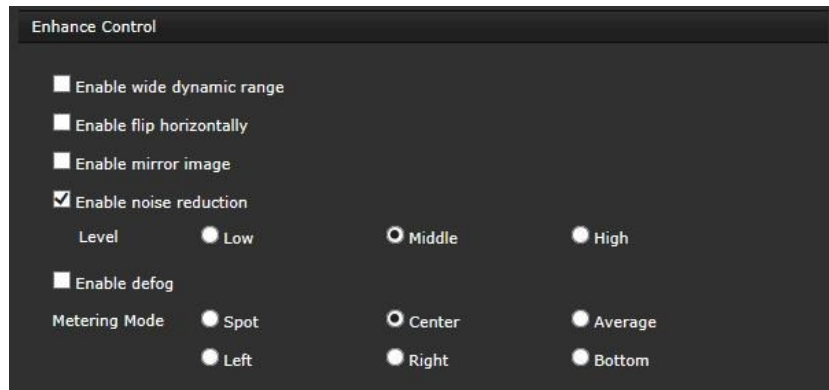 Enhance Control
Enable wide dynamic range
Enable flip horizontally
Enable mirror image
Enable noise reduction
Level Low Middle High
Enable defog
Metering Mode Spot Center Average
Left Right Bottom